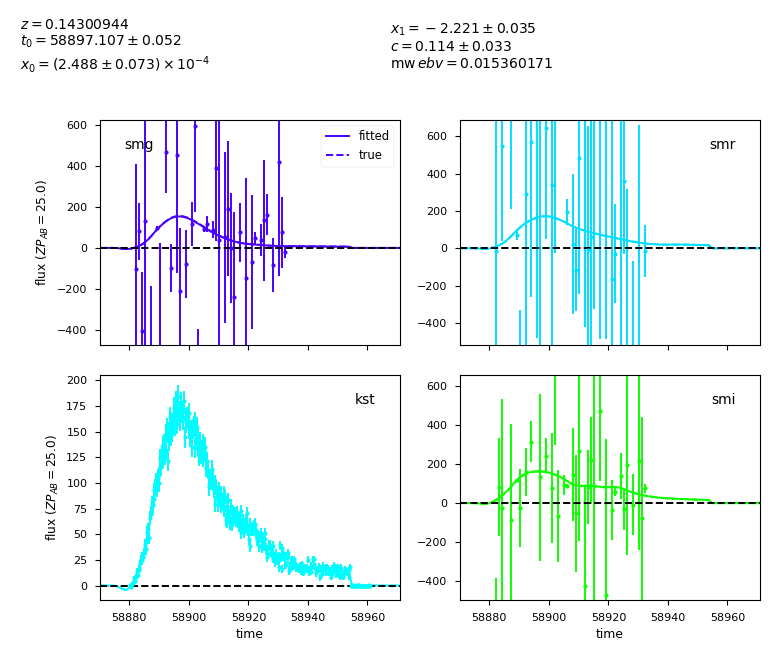 z = 0.14300944
t₀ = 58897.107 ± 0.052
x₀ = (2.488 ± 0.073) × 10⁻⁴
x₁ = −2.221 ± 0.035
c = 0.114 ± 0.033
mw ebv = 0.015360171
smg
fitted
true
600
400
200
0
−200
−400
flux (ZP_AB = 25.0)
smr
600
400
200
0
−200
−400
kst
200
175
150
125
100
75
50
25
0
flux (ZP_AB = 25.0)
58880 58900 58920 58940 58960
time
smi
600
400
200
0
−200
−400
58880 58900 58920 58940 58960
time